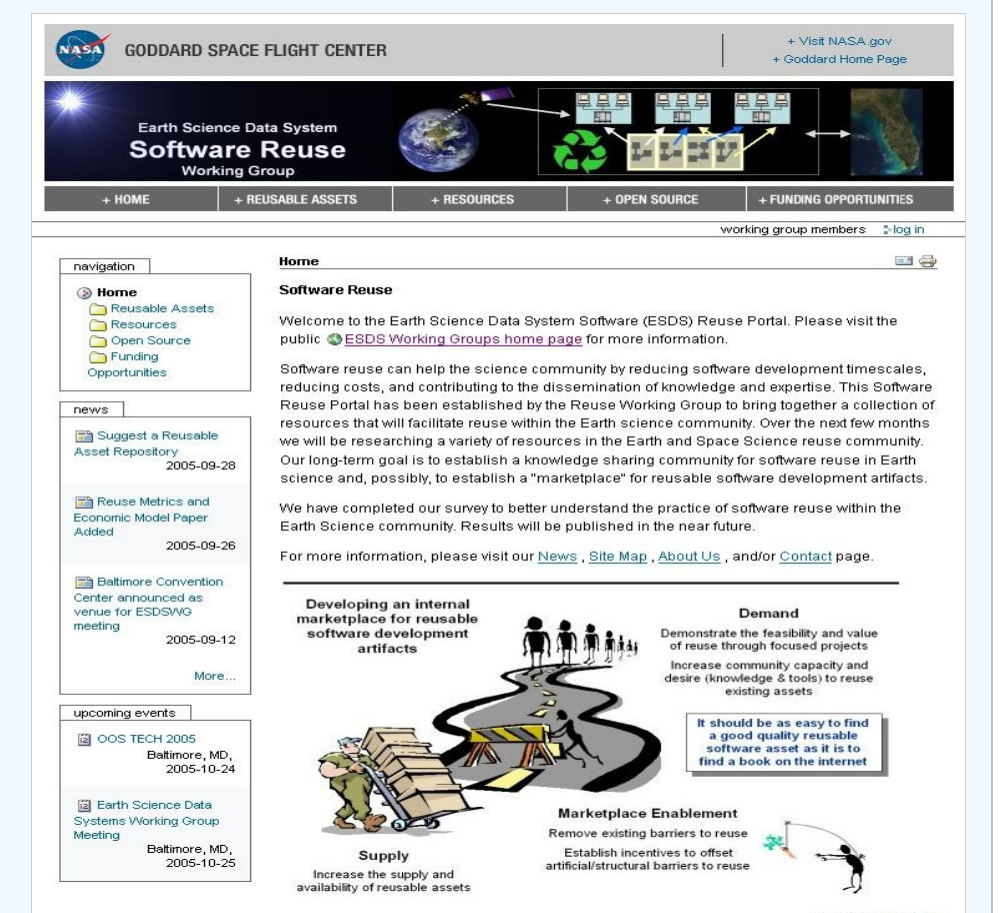 NASA
GODDARD SPACE FLIGHT CENTER
+ Visit NASA.gov
+ Goddard Home Page
Earth Science Data System
Software Reuse
Working Group
+ HOME
+ REUSABLE ASSETS
+ RESOURCES
+ OPEN SOURCE
+ FUNDING OPPORTUNITIES
working group members
log in
navigation
Home
Reusable Assets
Resources
Open Source
Funding
Opportunities
news
Suggest a Reusable
Asset Repository
2005-09-28
Reuse Metrics and
Economic Model Paper
Added
2005-09-26
Baltimore Convention
Center announced as
venue for ESDSWG
meeting
2005-09-12
More...
upcoming events
OOS TECH 2005
Baltimore, MD,
2005-10-24
Earth Science Data
Systems Working Group
Meeting
Baltimore, MD,
2005-10-25
Home
Software Reuse
Welcome to the Earth Science Data System Software (ESDS) Reuse Portal. Please visit the
public ESDS Working Groups home page for more information.
Software reuse can help the science community by reducing software development timescales,
reducing costs, and contributing to the dissemination of knowledge and expertise. This Software
Reuse Portal has been established by the Reuse Working Group to bring together a collection of
resources that will facilitate reuse within the Earth science community. Over the next few months
we will be researching a variety of resources in the Earth and Space Science reuse community.
Our long-term goal is to establish a knowledge sharing community for software reuse in Earth
science and, possibly, to establish a "marketplace" for reusable software development artifacts.
We have completed our survey to better understand the practice of software reuse within the
Earth Science community. Results will be published in the near future.
For more information, please visit our News , Site Map , About Us , and/or Contact page.
Developing an internal
marketplace for reusable
software development
artifacts
Demand
Demonstrate the feasibility and value
of reuse through focused projects
Increase community capacity and
desire (knowledge & tools) to reuse
existing assets
It should be as easy to find
a good quality reusable
software asset as it is to
find a book on the internet
Marketplace Enablement
Remove existing barriers to reuse
Establish incentives to offset
artificial/structural barriers to reuse
Supply
Increase the supply and
availability of reusable assets